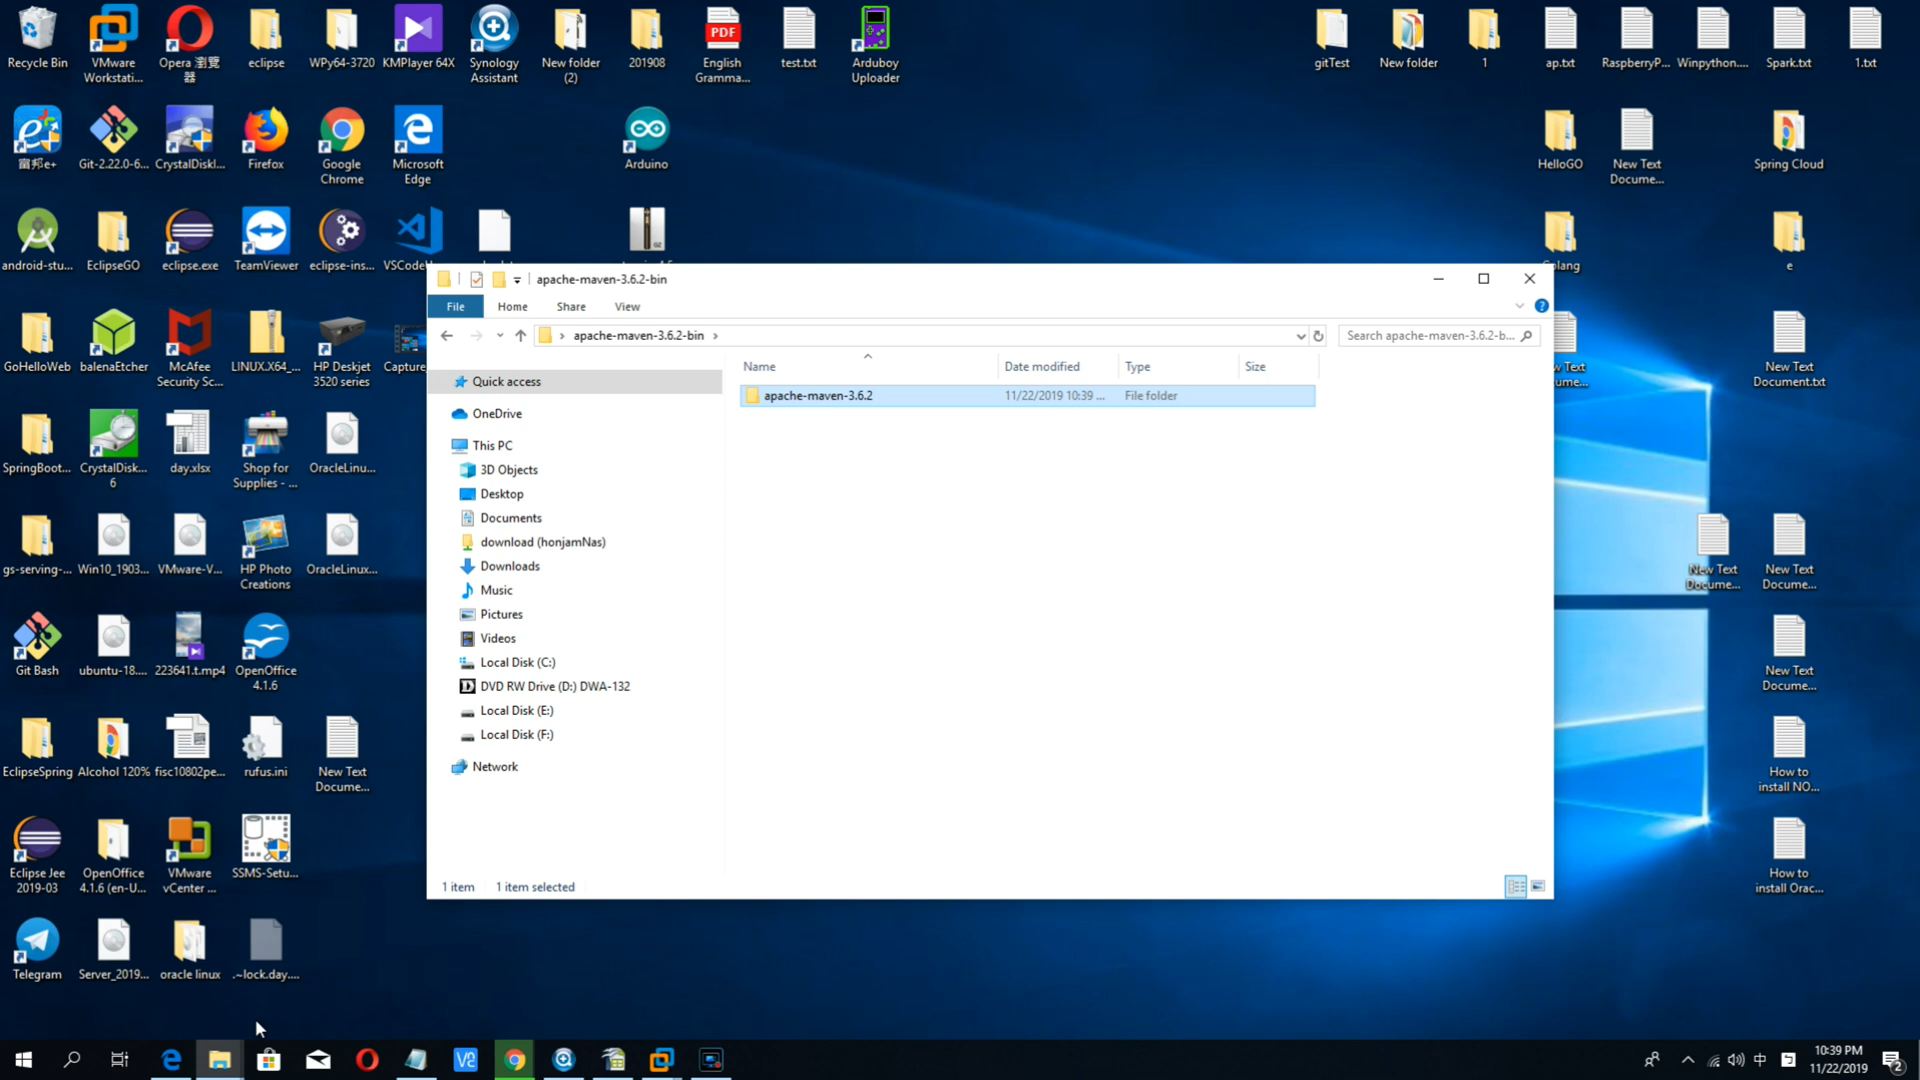 Recycle Bin
VMware
Workstati...
Opera 瀏覽
器
eclipse
WPy64-3720
KMPlayer 64X
Synology
Assistant
New folder
(2)
201908
PDF
English
Gramma...
test.txt
Arduboy
Uploader
gitTest
New folder
1
ap.txt
RaspberryP...
Winpython....
Spark.txt
1.txt
富邦e+
Git-2.22.0-6...
CrystalDiskI...
Firefox
Google
Chrome
Microsoft
Edge
Arduino
HelloGO
New Text
Docume...
Spring Cloud
android-stu...
EclipseGO
eclipse.exe
TeamViewer
eclipse-ins...
Golang
e
GoHelloWeb
balenaEtcher
McAfee
Security Sc...
LINUX.X64_...
HP Deskjet
3520 series
New Text
Document.txt
SpringBoot...
CrystalDisk...
6
day.xlsx
Shop for
Supplies - ...
OracleLinu...
gs-serving-...
Win10_1903...
VMware-V...
HP Photo
Creations
OracleLinux...
New Text
Docume...
New Text
Docume...
Git Bash
ubuntu-18....
223641.t.mp4
OpenOffice
4.1.6
New Text
Docume...
EclipseSpring
Alcohol 120%
fisc10802pe...
rufus.ini
New Text
Docume...
How to
install NO...
Eclipse Jee
2019-03
OpenOffice
4.1.6 (en-U...
VMware
vCenter ...
SSMS-Setu...
How to
install Orac...
Telegram
Server_2019...
oracle linux
.~lock.day....
apache-maven-3.6.2-bin
File
Home
Share
View
apache-maven-3.6.2-bin
Search apache-maven-3.6.2-b...
Name
Date modified
Type
Size
apache-maven-3.6.2
11/22/2019 10:39 ...
File folder
Quick access
OneDrive
This PC
3D Objects
Desktop
Documents
download (honjamNas)
Downloads
Music
Pictures
Videos
Local Disk (C:)
DVD RW Drive (D:) DWA-132
Local Disk (E:)
Local Disk (F:)
Network
1 item
1 item selected
中
10:39 PM
11/22/2019
2